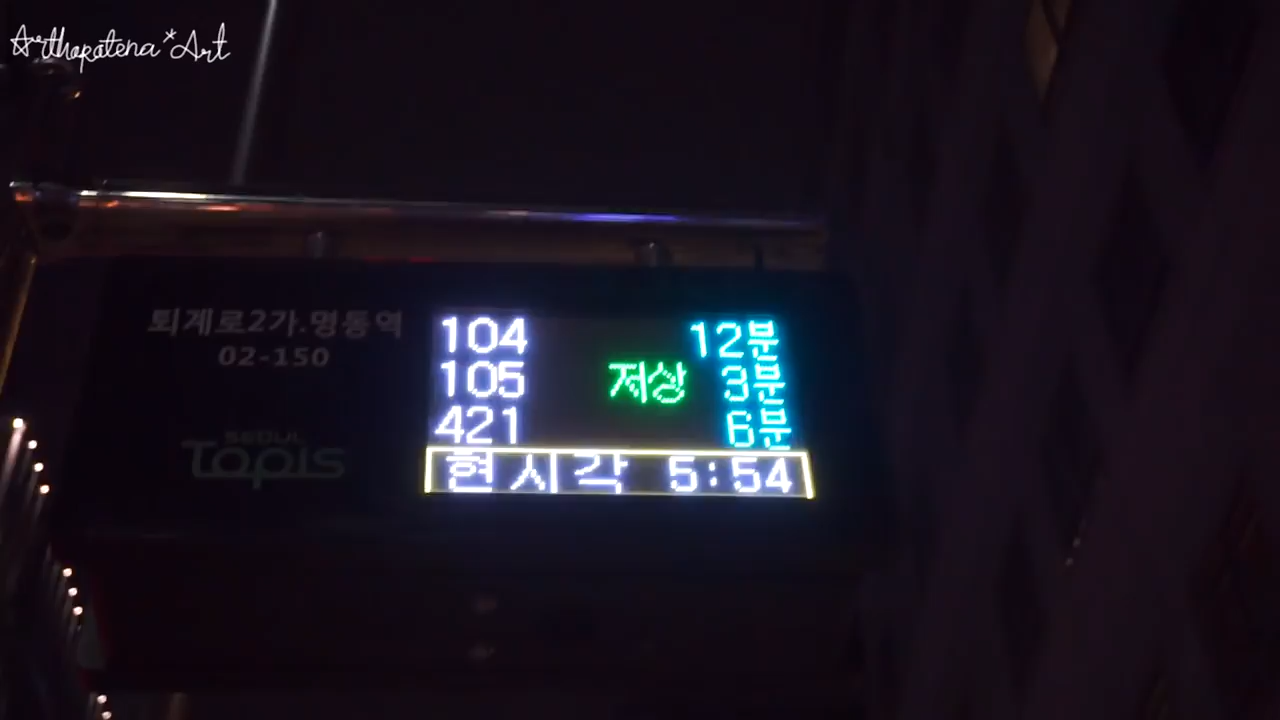 Arthapatena*Art
퇴계로2가.명동역
02-150
SEOUL
Topis
104 12분
105 저상 3분
421 6분
현시각 5:54